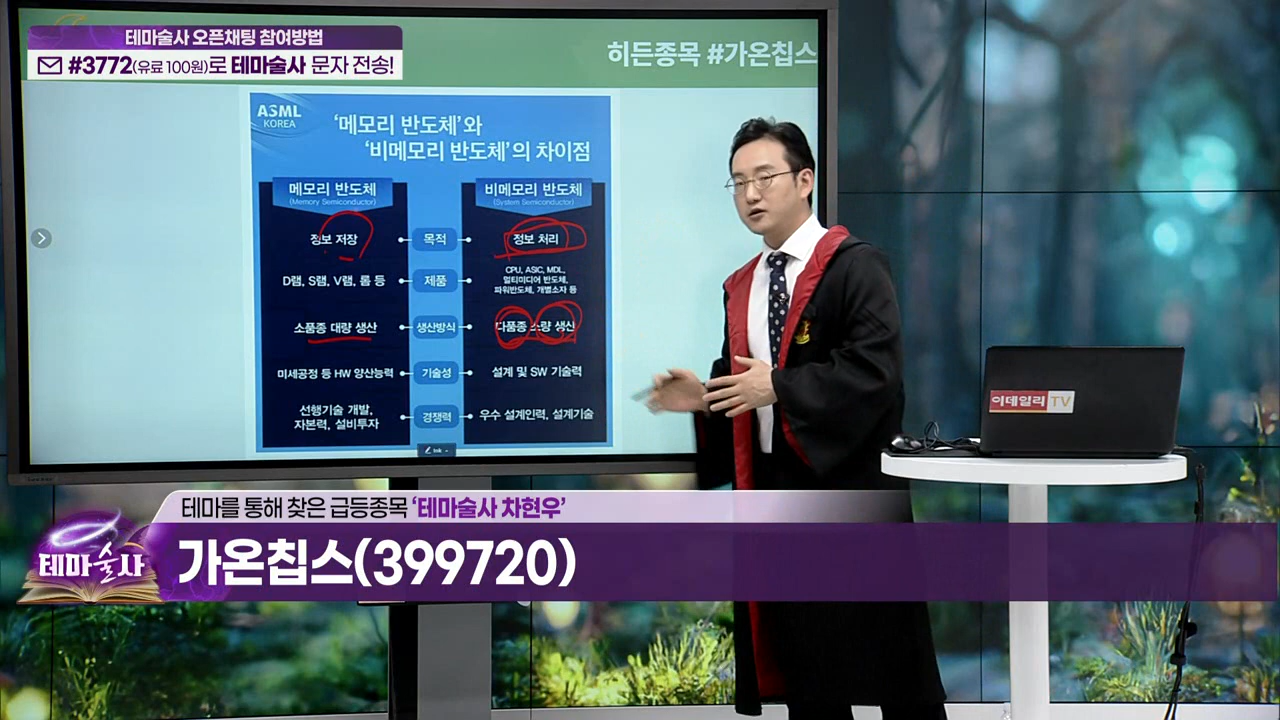 테마술사 오픈채팅 참여방법
#3772(유료 100원)로 테마술사 문자 전송!
히든종목 #가온칩스
ASML
KOREA
'메모리 반도체'와
'비메모리 반도체'의 차이점
메모리 반도체
(Memory Semiconductor)
비메모리 반도체
(System Semiconductor)
정보 저장
목적
정보 처리
D램, S램, V램, 롬 등
제품
CPU, ASIC, MDL,
멀티미디어 반도체,
파워반도체, 개별소자 등
소품종 대량 생산
생산방식
다품종 소량 생산
미세공정 등 HW 양산능력
기술성
설계 및 SW 기술력
선행기술 개발,
자본력, 설비투자
경쟁력
우수 설계인력, 설계기술
이데일리TV
테마를 통해 찾은 급등종목 '테마술사 차현우'
테마술사
가온칩스(399720)